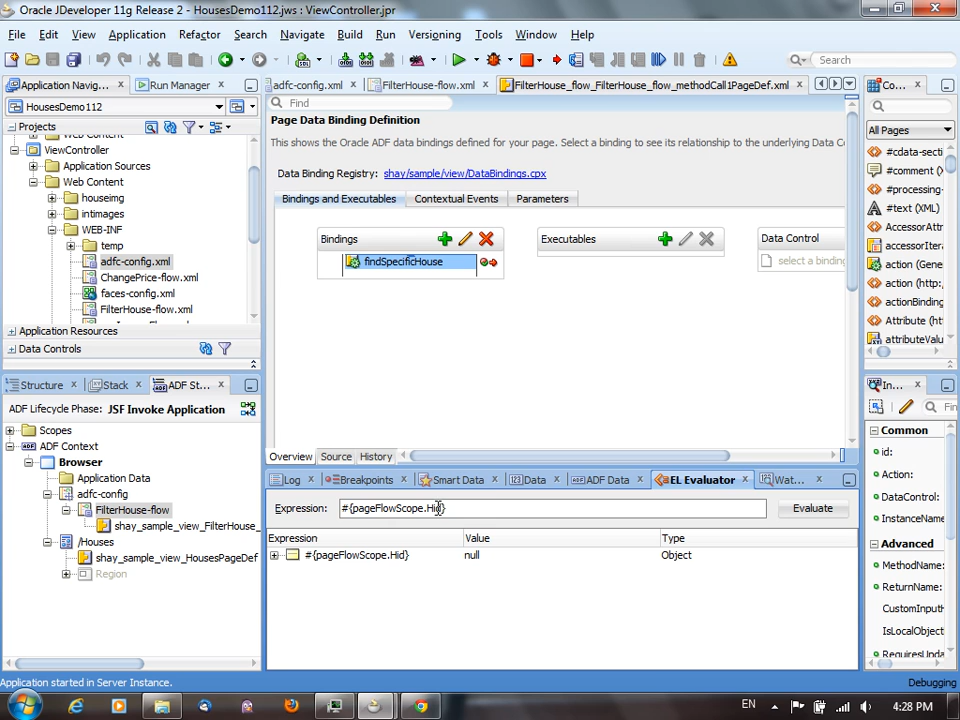 Oracle JDeveloper 11g Release 2 - HousesDemo112.jws : ViewController.jpr
File Edit View Application Refactor Search Navigate Build Run Versioning Tools Window Help
Search
Application Navig... Run Manager
adfc-config.xml FilterHouse-flow.xml FilterHouse_flow_FilterHouse_flow_methodCall1PageDef.xml
Co...
HousesDemo112
Find
Projects
All Pages
Web Content
ViewController
Application Sources
Web Content
houseimg
intimages
WEB-INF
temp
adfc-config.xml
ChangePrice-flow.xml
faces-config.xml
FilterHouse-flow.xml
Application Resources
Data Controls
Page Data Binding Definition
This shows the Oracle ADF data bindings defined for your page. Select a binding to see its relationship to the underlying Data Co
Data Binding Registry: shay/sample/view/DataBindings.cpx
Bindings and Executables Contextual Events Parameters
Bindings
Executables
Data Control
findSpecificHouse
select a binding
Overview Source History
#cdata-secti
#comment (
#processing-
#text (XML)
AccessorAttr
accessorItera
action (Gene
action (http:
actionBinding
Attribute (htt
attributeValu
Structure Stack ADF St...
ADF Lifecycle Phase: JSF Invoke Application
Scopes
ADF Context
Browser
Application Data
adfc-config
FilterHouse-flow
shay_sample_view_FilterHouse_
/Houses
shay_sample_view_HousesPageDef
Region
Log Breakpoints Smart Data Data ADF Data EL Evaluator Wat...
Expression: #{pageFlowScope.Hid}
Evaluate
Expression Value Type
#{pageFlowScope.Hid} null Object
In...
Fin
Common
id:
Action:
DataControl:
InstanceName
Advanced
MethodName:
ReturnName:
CustomInput
IsLocalObject
RequiresUpda
Application started in Server Instance.
Debugging
EN
4:28 PM